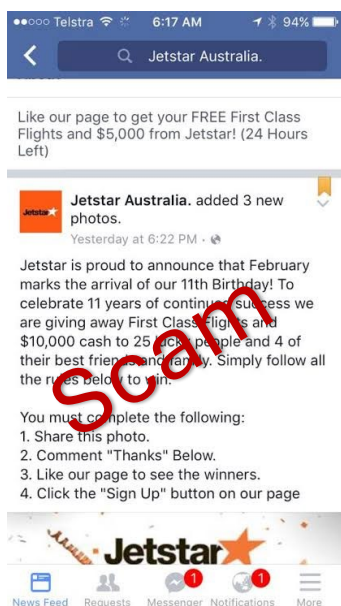 Telstra 6:17 AM 94%
Jetstar Australia.
Like our page to get your FREE First Class
Flights and $5,000 from Jetstar! (24 Hours
Left)
Jetstar
Jetstar Australia. added 3 new
photos.
Yesterday at 6:22 PM
Jetstar is proud to announce that February
marks the arrival of our 11th Birthday! To
celebrate 11 years of continued success we
are giving away First Class Flights and
$10,000 cash to 25 lucky people and 4 of
their best friends and family. Simply follow all
the rules below to win.
Scam
You must complete the following:
1. Share this photo.
2. Comment "Thanks" Below.
3. Like our page to see the winners.
4. Click the "Sign Up" button on our page
Jetstar
1 1
News Feed Requests Messenger Notifications More